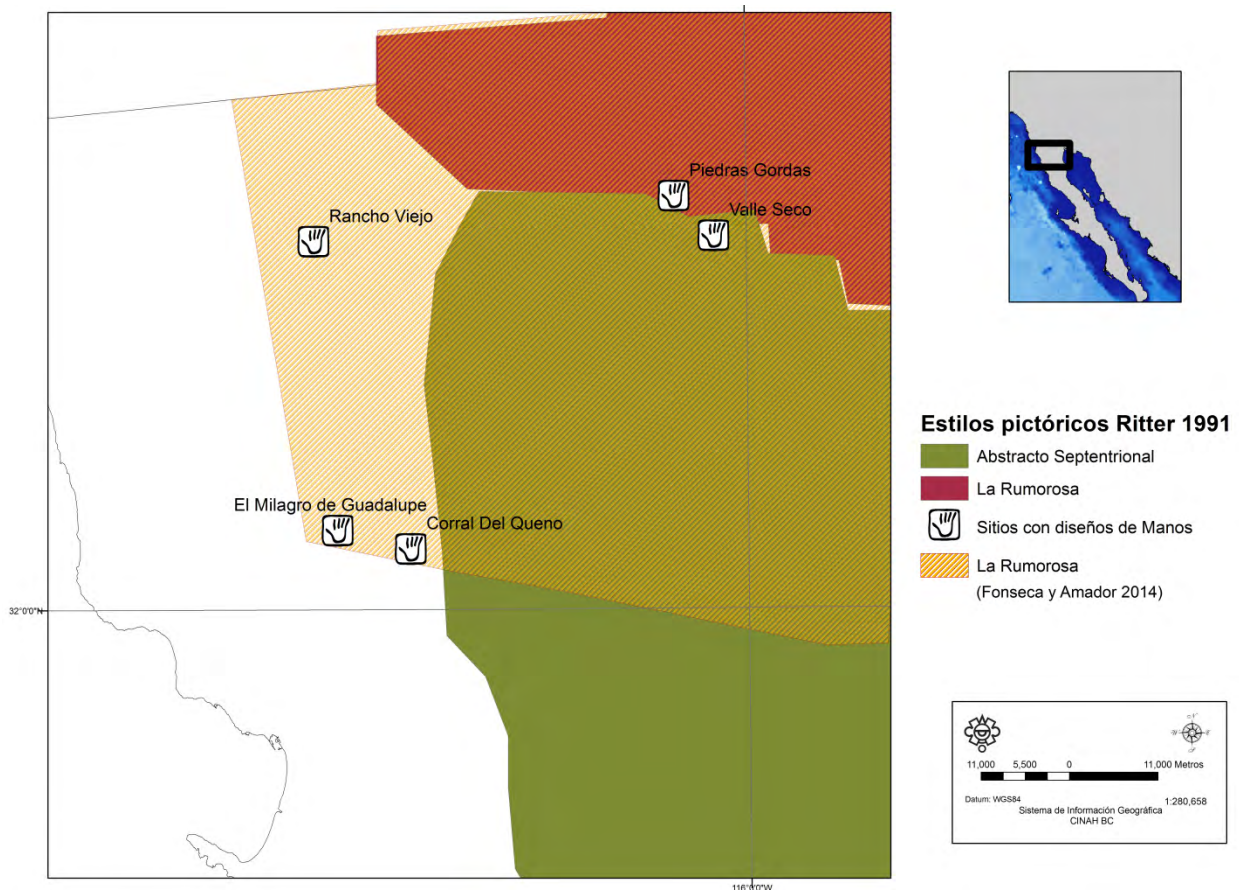 Piedras Gordas
Valle Seco
Rancho Viejo
El Milagro de Guadalupe
Corral Del Queno
32°0'0"N
116°0'0"W
Estilos pictóricos Ritter 1991
Abstracto Septentrional
La Rumorosa
Sitios con diseños de Manos
La Rumorosa
(Fonseca y Amador 2014)
N
W
E
S
11,000 5,500 0 11,000 Metros
Datum: WGS84
1:280,658
Sistema de Información Geográfica
CINAH BC